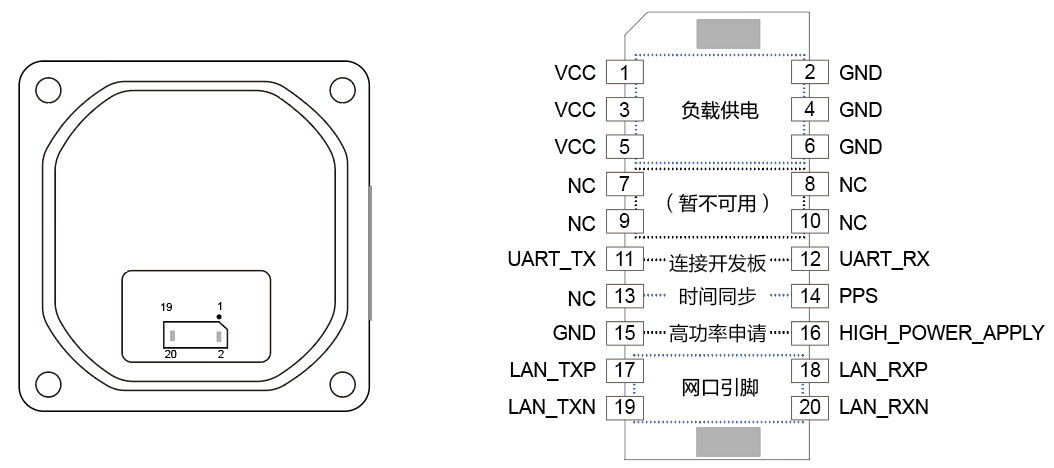 19 1
20 2
VCC 1 2 GND
VCC 3 负载供电 4 GND
VCC 5 6 GND
NC 7 8 NC
（暂不可用）
NC 9 10 NC
UART_TX 11 连接开发板 12 UART_RX
NC 13 时间同步 14 PPS
GND 15 高功率申请 16 HIGH_POWER_APPLY
LAN_TXP 17 18 LAN_RXP
网口引脚
LAN_TXN 19 20 LAN_RXN